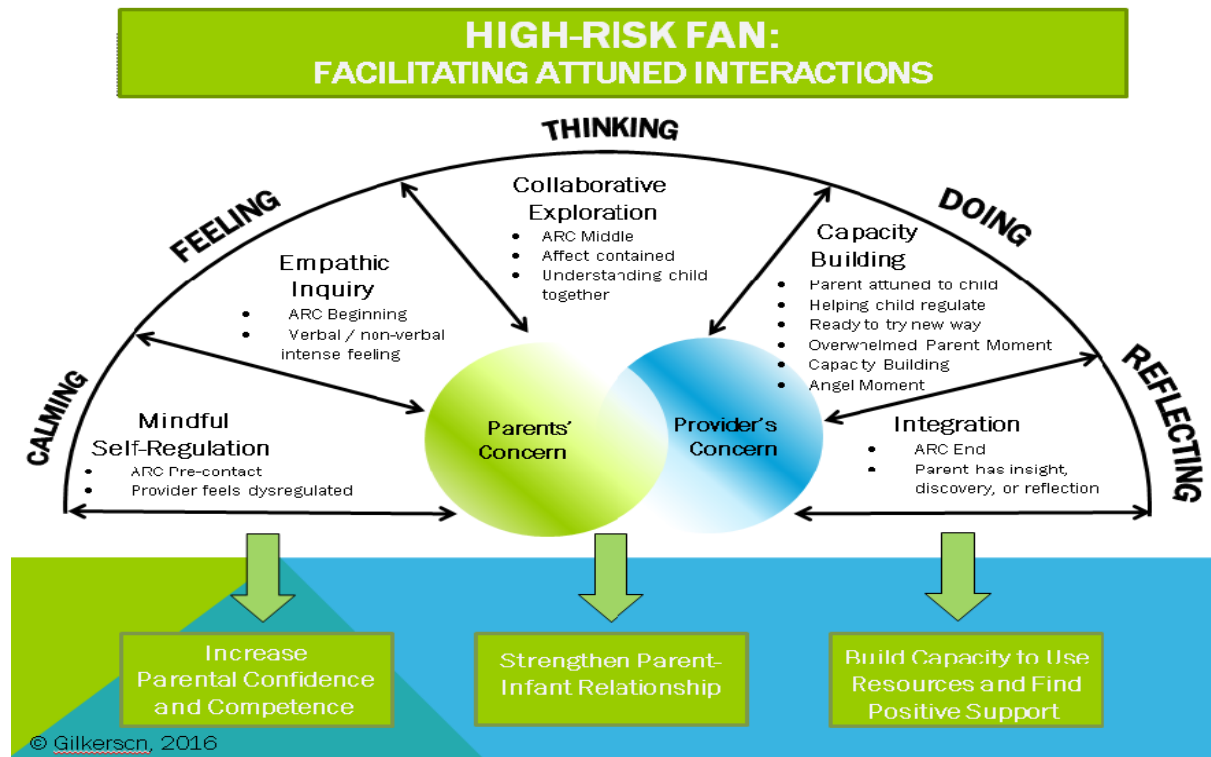 HIGH-RISK FAN:
FACILITATING ATTUNED INTERACTIONS
CALMING
FEELING
THINKING
DOING
REFLECTING
Mindful
Self-Regulation
• ARC Pre-contact
• Provider feels dysregulated
Empathic
Inquiry
• ARC Beginning
• Verbal / non-verbal
intense feeling
Collaborative
Exploration
• ARC Middle
• Affect contained
• Understanding child
together
Capacity
Building
• Parent attuned to child
• Helping child regulate
• Ready to try new way
• Overwhelmed Parent Moment
• Capacity Building
• Angel Moment
Integration
• ARC End
• Parent has insight,
discovery, or reflection
Parents'
Concern
Provider's
Concern
Increase
Parental Confidence
and Competence
Strengthen Parent-
Infant Relationship
Build Capacity to Use
Resources and Find
Positive Support
© Gilkerscn, 2016